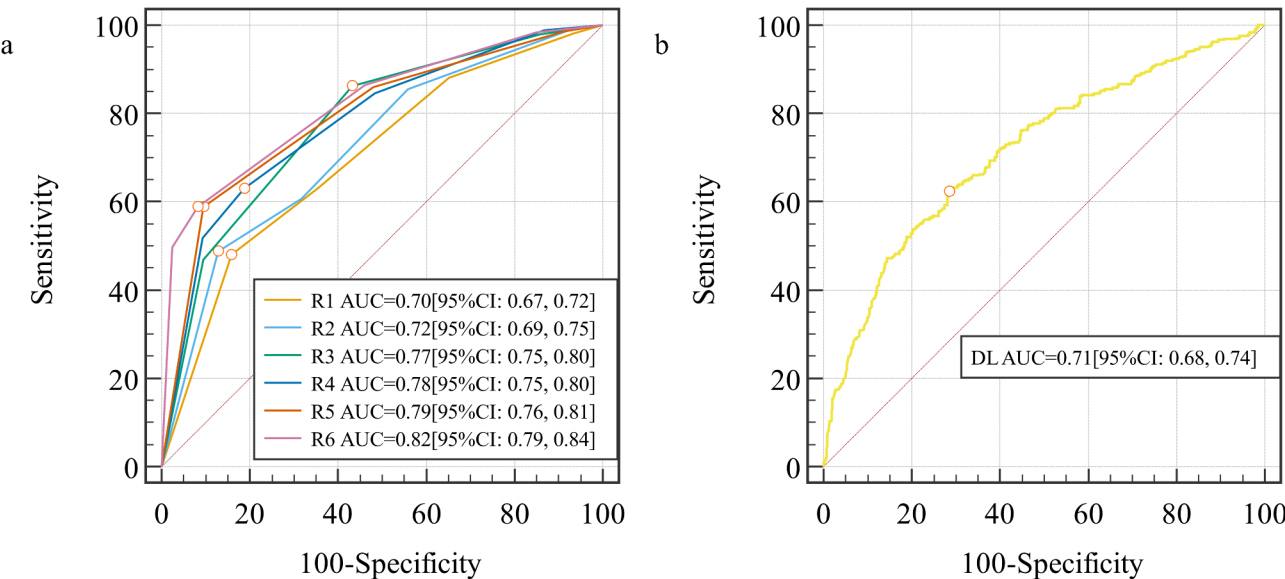 a
Sensitivity
100
80
60
40
20
0
R1 AUC=0.70[95%CI: 0.67, 0.72]
R2 AUC=0.72[95%CI: 0.69, 0.75]
R3 AUC=0.77[95%CI: 0.75, 0.80]
R4 AUC=0.78[95%CI: 0.75, 0.80]
R5 AUC=0.79[95%CI: 0.76, 0.81]
R6 AUC=0.82[95%CI: 0.79, 0.84]
0 20 40 60 80 100
100-Specificity
b
Sensitivity
100
80
60
40
20
0
DL AUC=0.71[95%CI: 0.68, 0.74]
0 20 40 60 80 100
100-Specificity